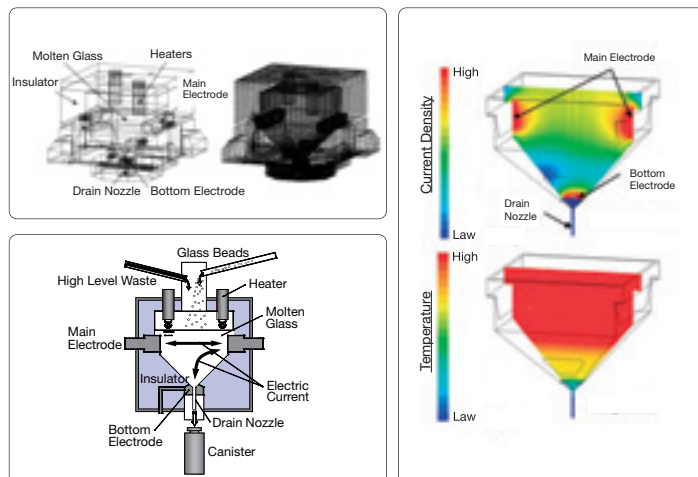 Molten Glass
Heaters
Insulator
Main
Electrode
Drain Nozzle
Bottom Electrode
Glass Beads
High Level Waste
Heater
Molten
Glass
Main
Electrode
Insulator
Electric
Current
Bottom
Electrode
Drain Nozzle
Canister
High
Main Electrode
Current Density
Bottom
Electrode
Drain
Nozzle
Law
High
Temperature
Law